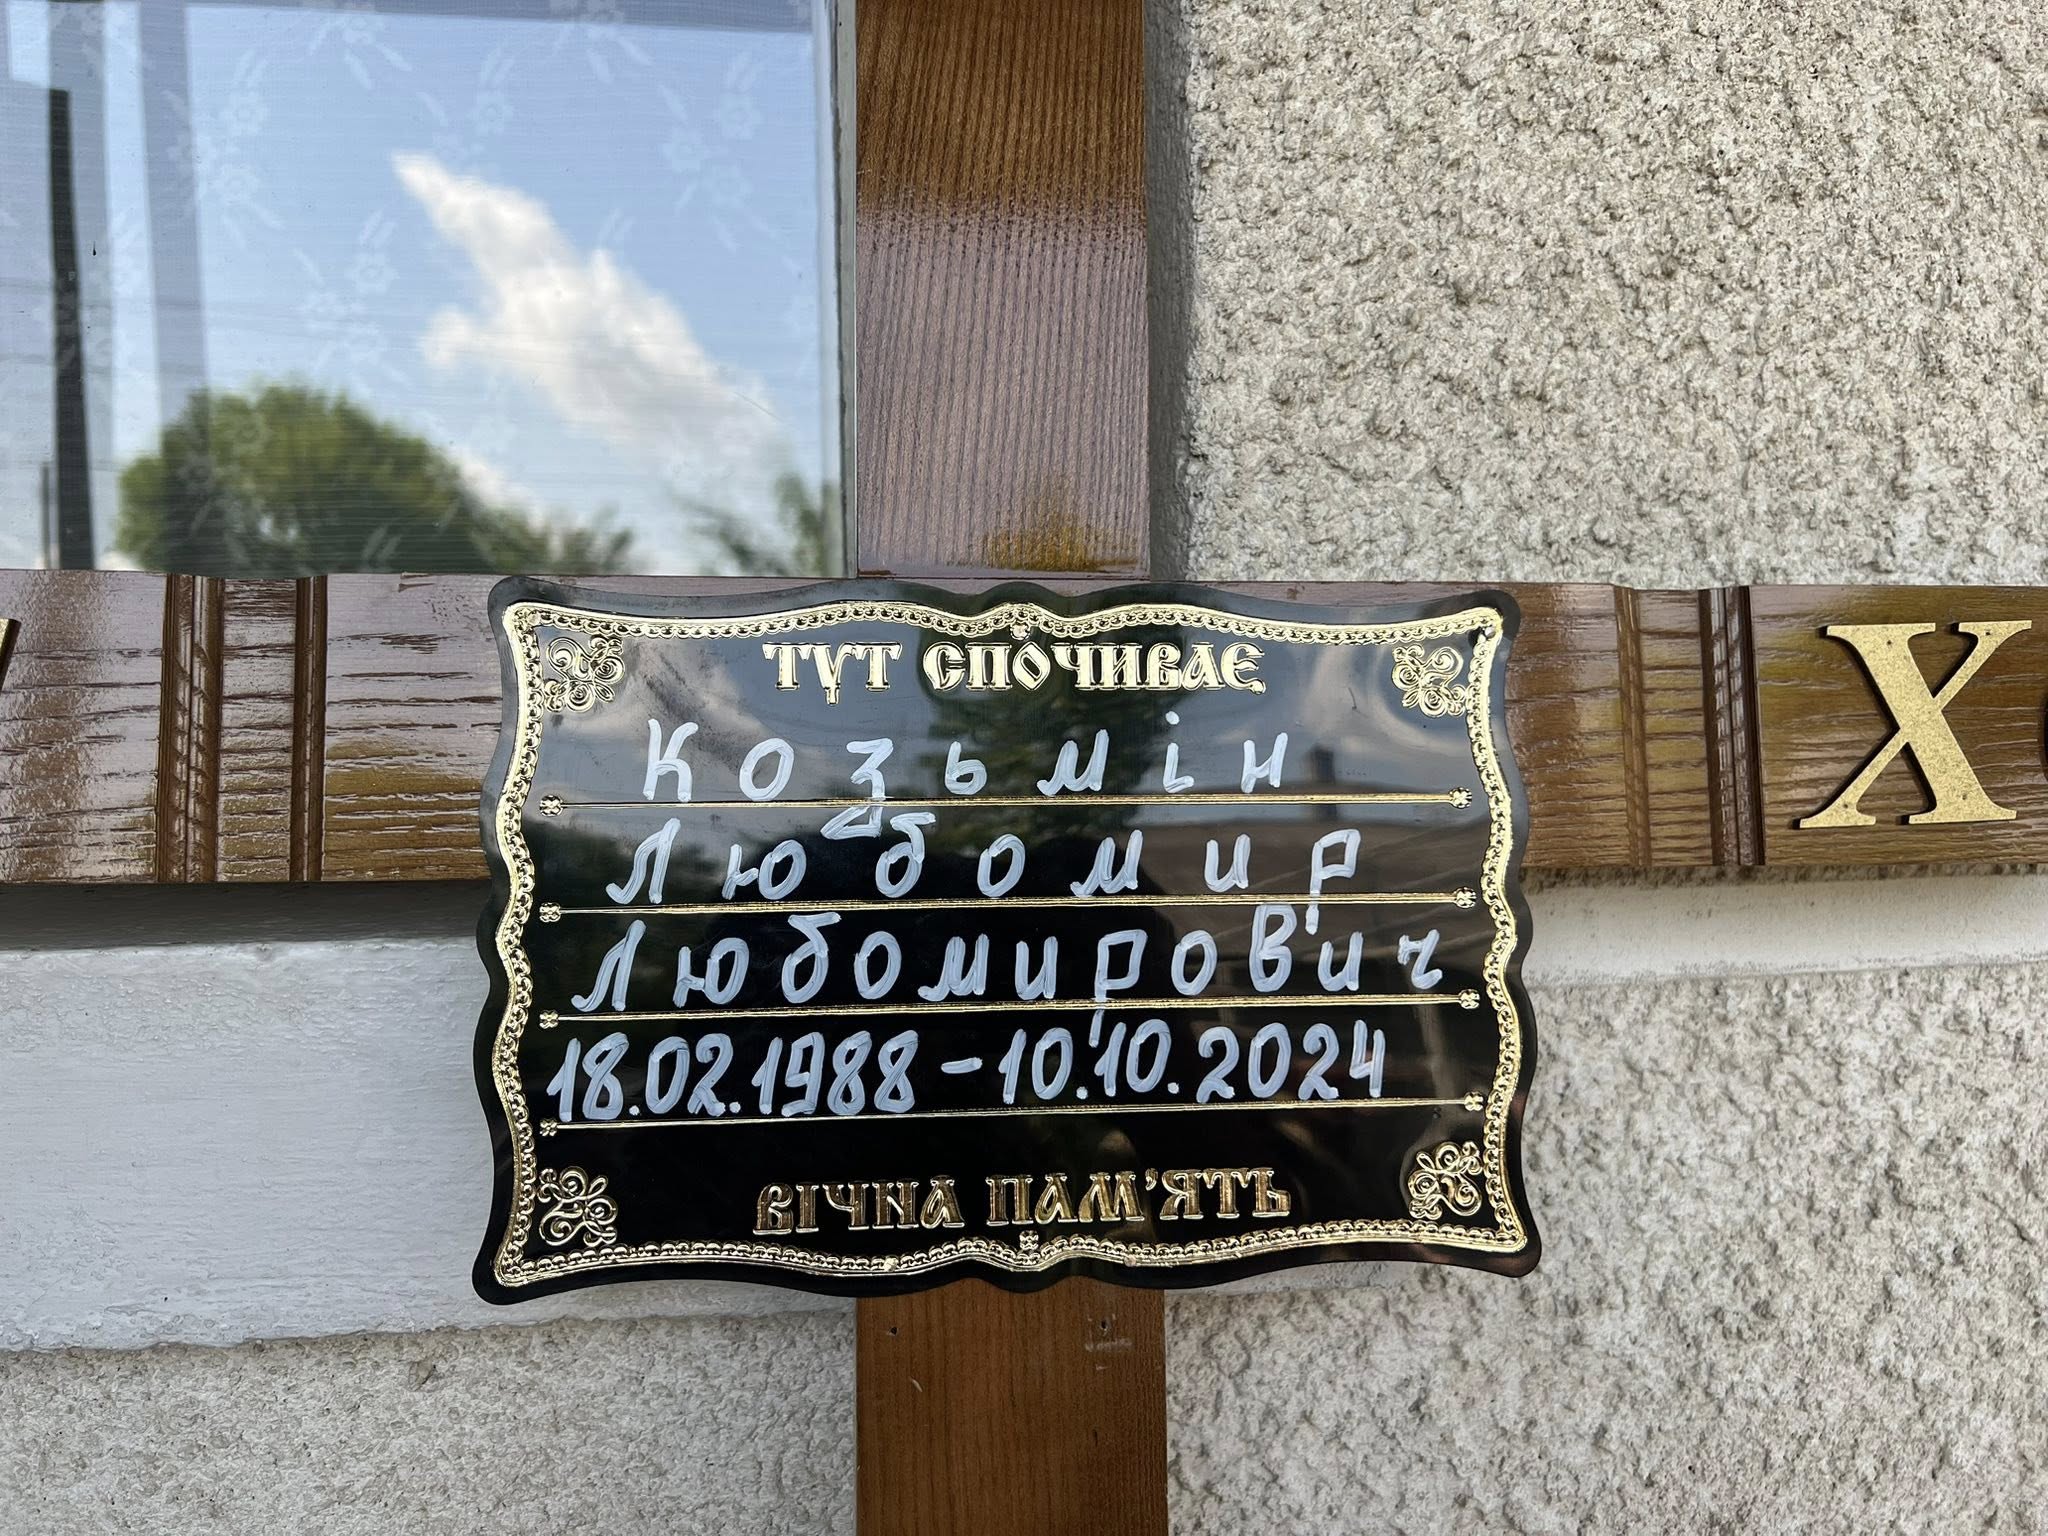 ТУТ СПОЧИВАЄ
Козьмін
Любомир
Любомирович
18.02.1988 - 10.10.2024
ВІЧНА ПАМ'ЯТЬ
Х